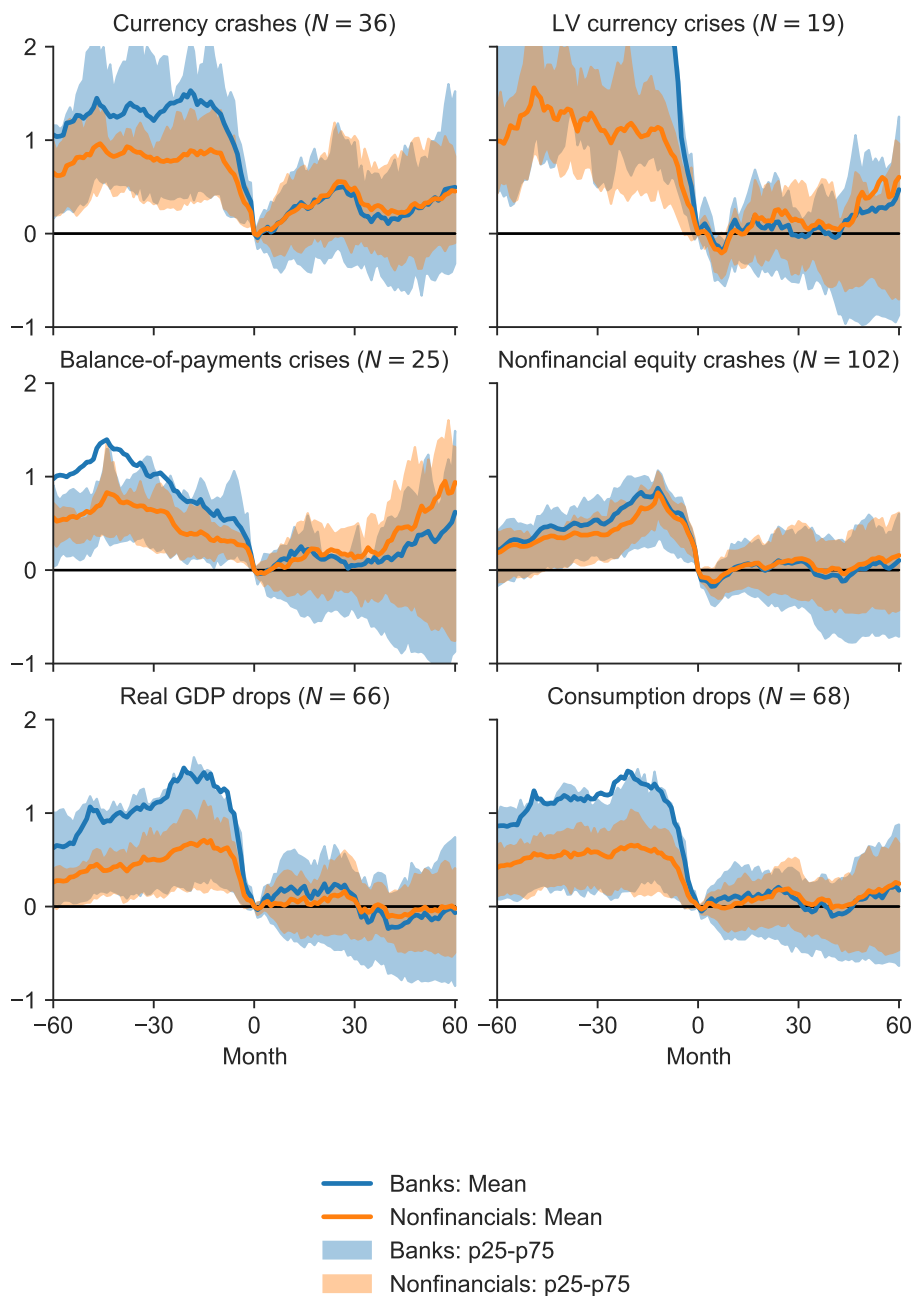 Currency crashes (N = 36)
LV currency crises (N = 19)
2
1
0
−1
Balance-of-payments crises (N = 25)
Nonfinancial equity crashes (N = 102)
2
1
0
−1
Real GDP drops (N = 66)
Consumption drops (N = 68)
2
1
0
−1
−60 −30 0 30 60
−60 −30 0 30 60
Month
Month
Banks: Mean
Nonfinancials: Mean
Banks: p25-p75
Nonfinancials: p25-p75